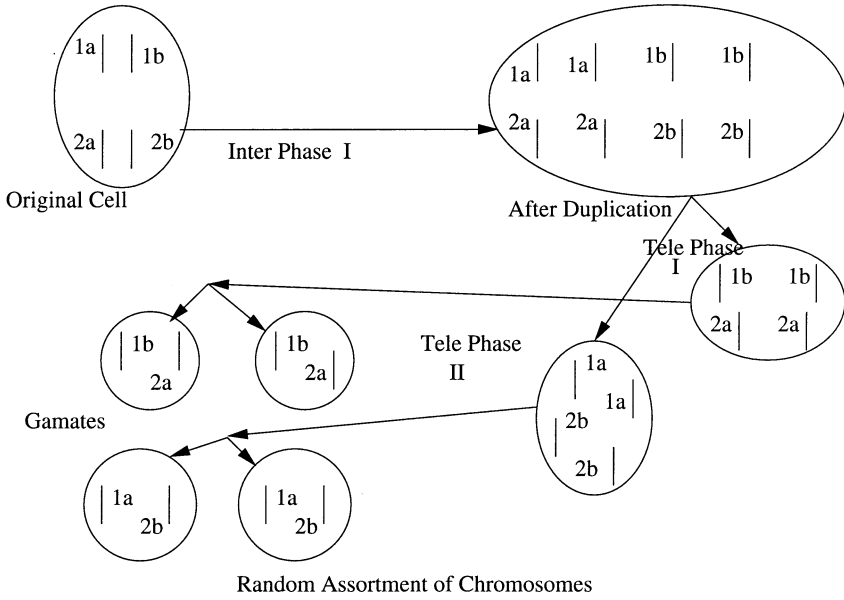 1a 1b
2a 2b
Original Cell
Inter Phase I
1a 1a 1b 1b
2a 2a 2b 2b
After Duplication
Tele Phase
I
1b 1b
2a 2a
Tele Phase
II
1a
1a
2b
2b
1b
2a
1b
2a
Gamates
1a
2b
1a
2b
Random Assortment of Chromosomes